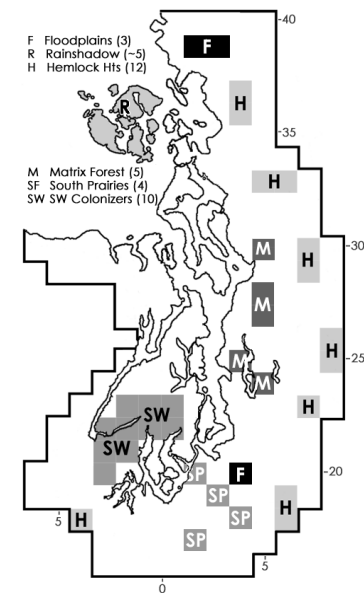 -40
F Floodplains (3)
R Rainshadow (~5)
H Hemlock Hts (12)
F
R
H
-35
M Matrix Forest (5)
SF South Prairies (4)
SW SW Colonizers (10)
H
M
-30
H
M
H
-25
M
M
SW
H
SW
SP
F
-20
SP
H
5
H
SP
SP
5
0